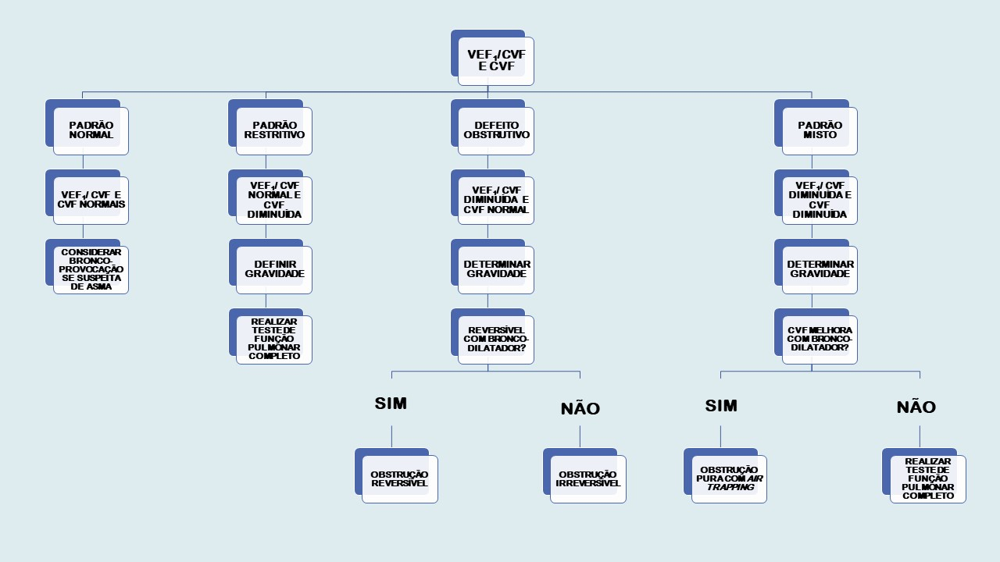 VEF₁/CVF
E CVF
PADRÃO
NORMAL
PADRÃO
RESTRITIVO
DEFEITO
OBSTRUTIVO
PADRÃO
MISTO
VEF₁/ CVF E
CVF NORMAIS
VEF₁/ CVF
NORMAL E
CVF
DIMINUÍDA
VEF₁/ CVF
DIMINUÍDA E
CVF NORMAL
VEF₁/ CVF
DIMINUÍDA E
CVF
DIMINUÍDA
CONSIDERAR
BRONCO-
PROVOCAÇÃO
SE SUSPEITA
DE ASMA
DEFINIR
GRAVIDADE
DETERMINAR
GRAVIDADE
DETERMINAR
GRAVIDADE
REALIZAR
TESTE DE
FUNÇÃO
PULMONAR
COMPLETO
REVERSÍVEL
COM BRONCO-
DILATADOR?
CVF MELHORA
COM BRONCO-
DILATADOR?
SIM
NÃO
SIM
NÃO
OBSTRUÇÃO
REVERSÍVEL
OBSTRUÇÃO
IRREVERSÍVEL
OBSTRUÇÃO
PURA COM AIR
TRAPPING
REALIZAR
TESTE DE
FUNÇÃO
PULMONAR
COMPLETO